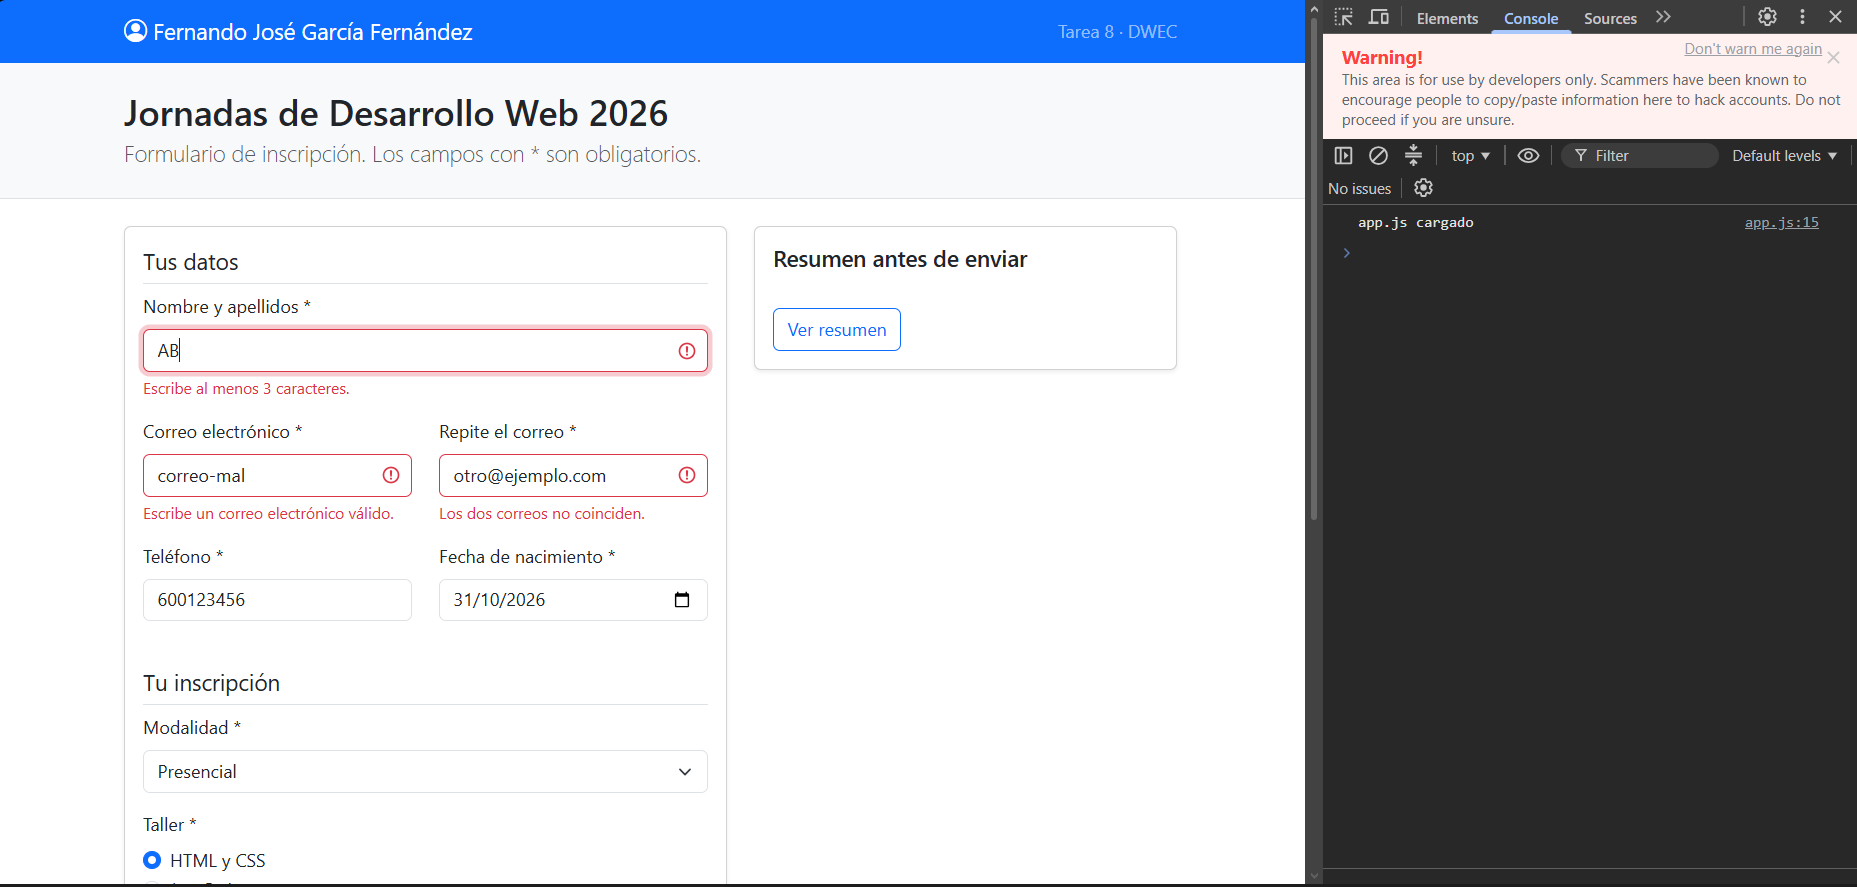 Fernando José García Fernández
Tarea 8 · DWEC
Jornadas de Desarrollo Web 2026
Formulario de inscripción. Los campos con * son obligatorios.
Tus datos
Nombre y apellidos *
AB
Escribe al menos 3 caracteres.
Correo electrónico *
Repite el correo *
correo-mal
otro@ejemplo.com
Escribe un correo electrónico válido.
Los dos correos no coinciden.
Teléfono *
Fecha de nacimiento *
600123456
31/10/2026
Tu inscripción
Modalidad *
Presencial
Taller *
HTML y CSS
Resumen antes de enviar
Ver resumen
Elements
Console
Sources
Don't warn me again
Warning!
This area is for use by developers only. Scammers have been known to
encourage people to copy/paste information here to hack accounts. Do not
proceed if you are unsure.
top
Filter
Default levels
No issues
app.js cargado
app.js:15